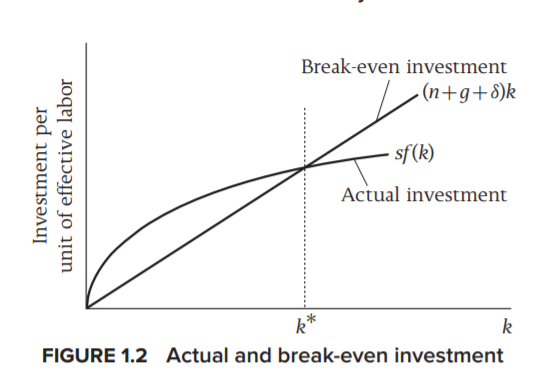 Break-even investment
(n+g+δ)k
sf(k)
Actual investment
Investment per
unit of effective labor
k*
k
FIGURE 1.2 Actual and break-even investment